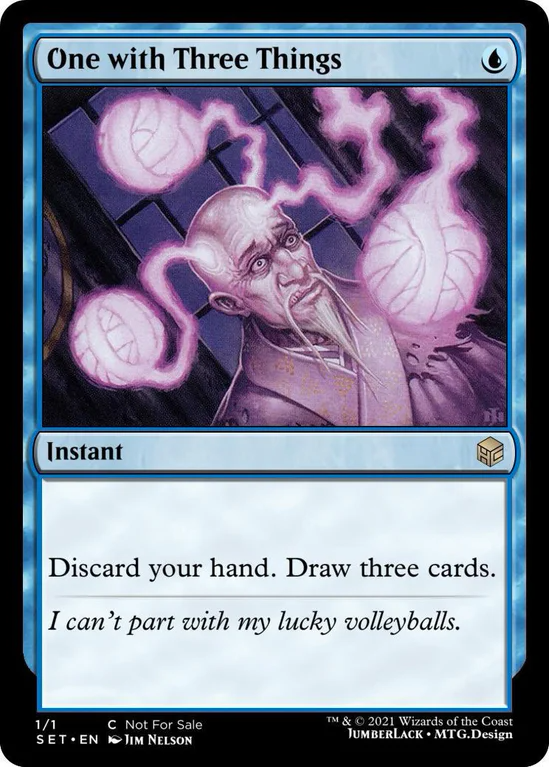 One with Three Things
Instant
Discard your hand. Draw three cards.
I can't part with my lucky volleyballs.
1/1 C Not For Sale
SET • EN Jim Nelson
™ & © 2021 Wizards of the Coast
JumberLack • MTG.Design